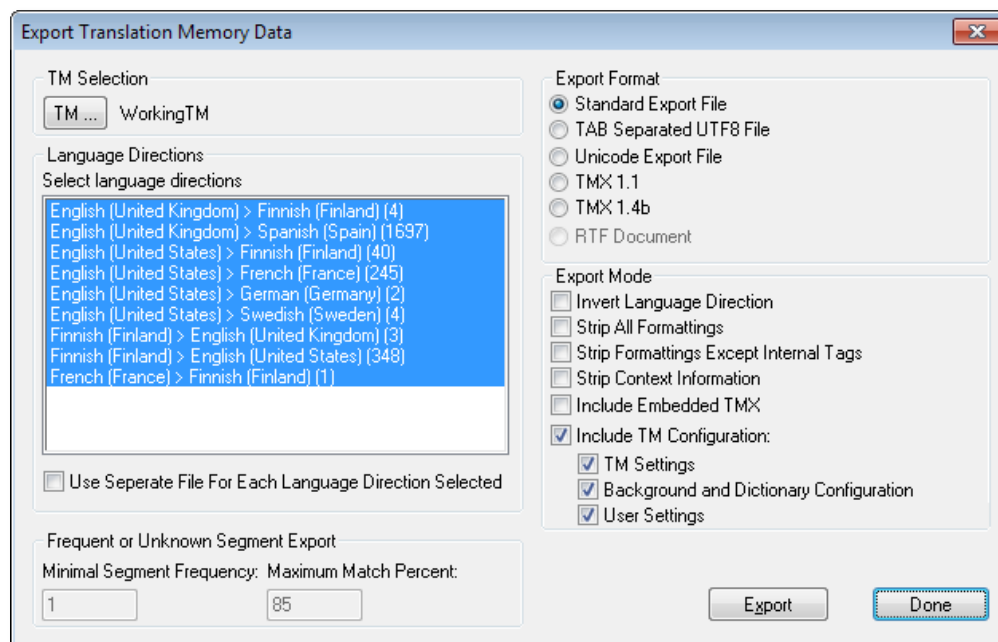 Export Translation Memory Data
TM Selection
TM ... WorkingTM
Language Directions
Select language directions
English (United Kingdom) > Finnish (Finland) (4)
English (United Kingdom) > Spanish (Spain) (1697)
English (United States) > Finnish (Finland) (40)
English (United States) > French (France) (245)
English (United States) > German (Germany) (2)
English (United States) > Swedish (Sweden) (4)
Finnish (Finland) > English (United Kingdom) (3)
Finnish (Finland) > English (United States) (348)
French (France) > Finnish (Finland) (1)
Use Seperate File For Each Language Direction Selected
Frequent or Unknown Segment Export
Minimal Segment Frequency: Maximum Match Percent:
1 85
Export Format
Standard Export File
TAB Separated UTF8 File
Unicode Export File
TMX 1.1
TMX 1.4b
RTF Document
Export Mode
Invert Language Direction
Strip All Formattings
Strip Formattings Except Internal Tags
Strip Context Information
Include Embedded TMX
Include TM Configuration:
TM Settings
Background and Dictionary Configuration
User Settings
Export Done